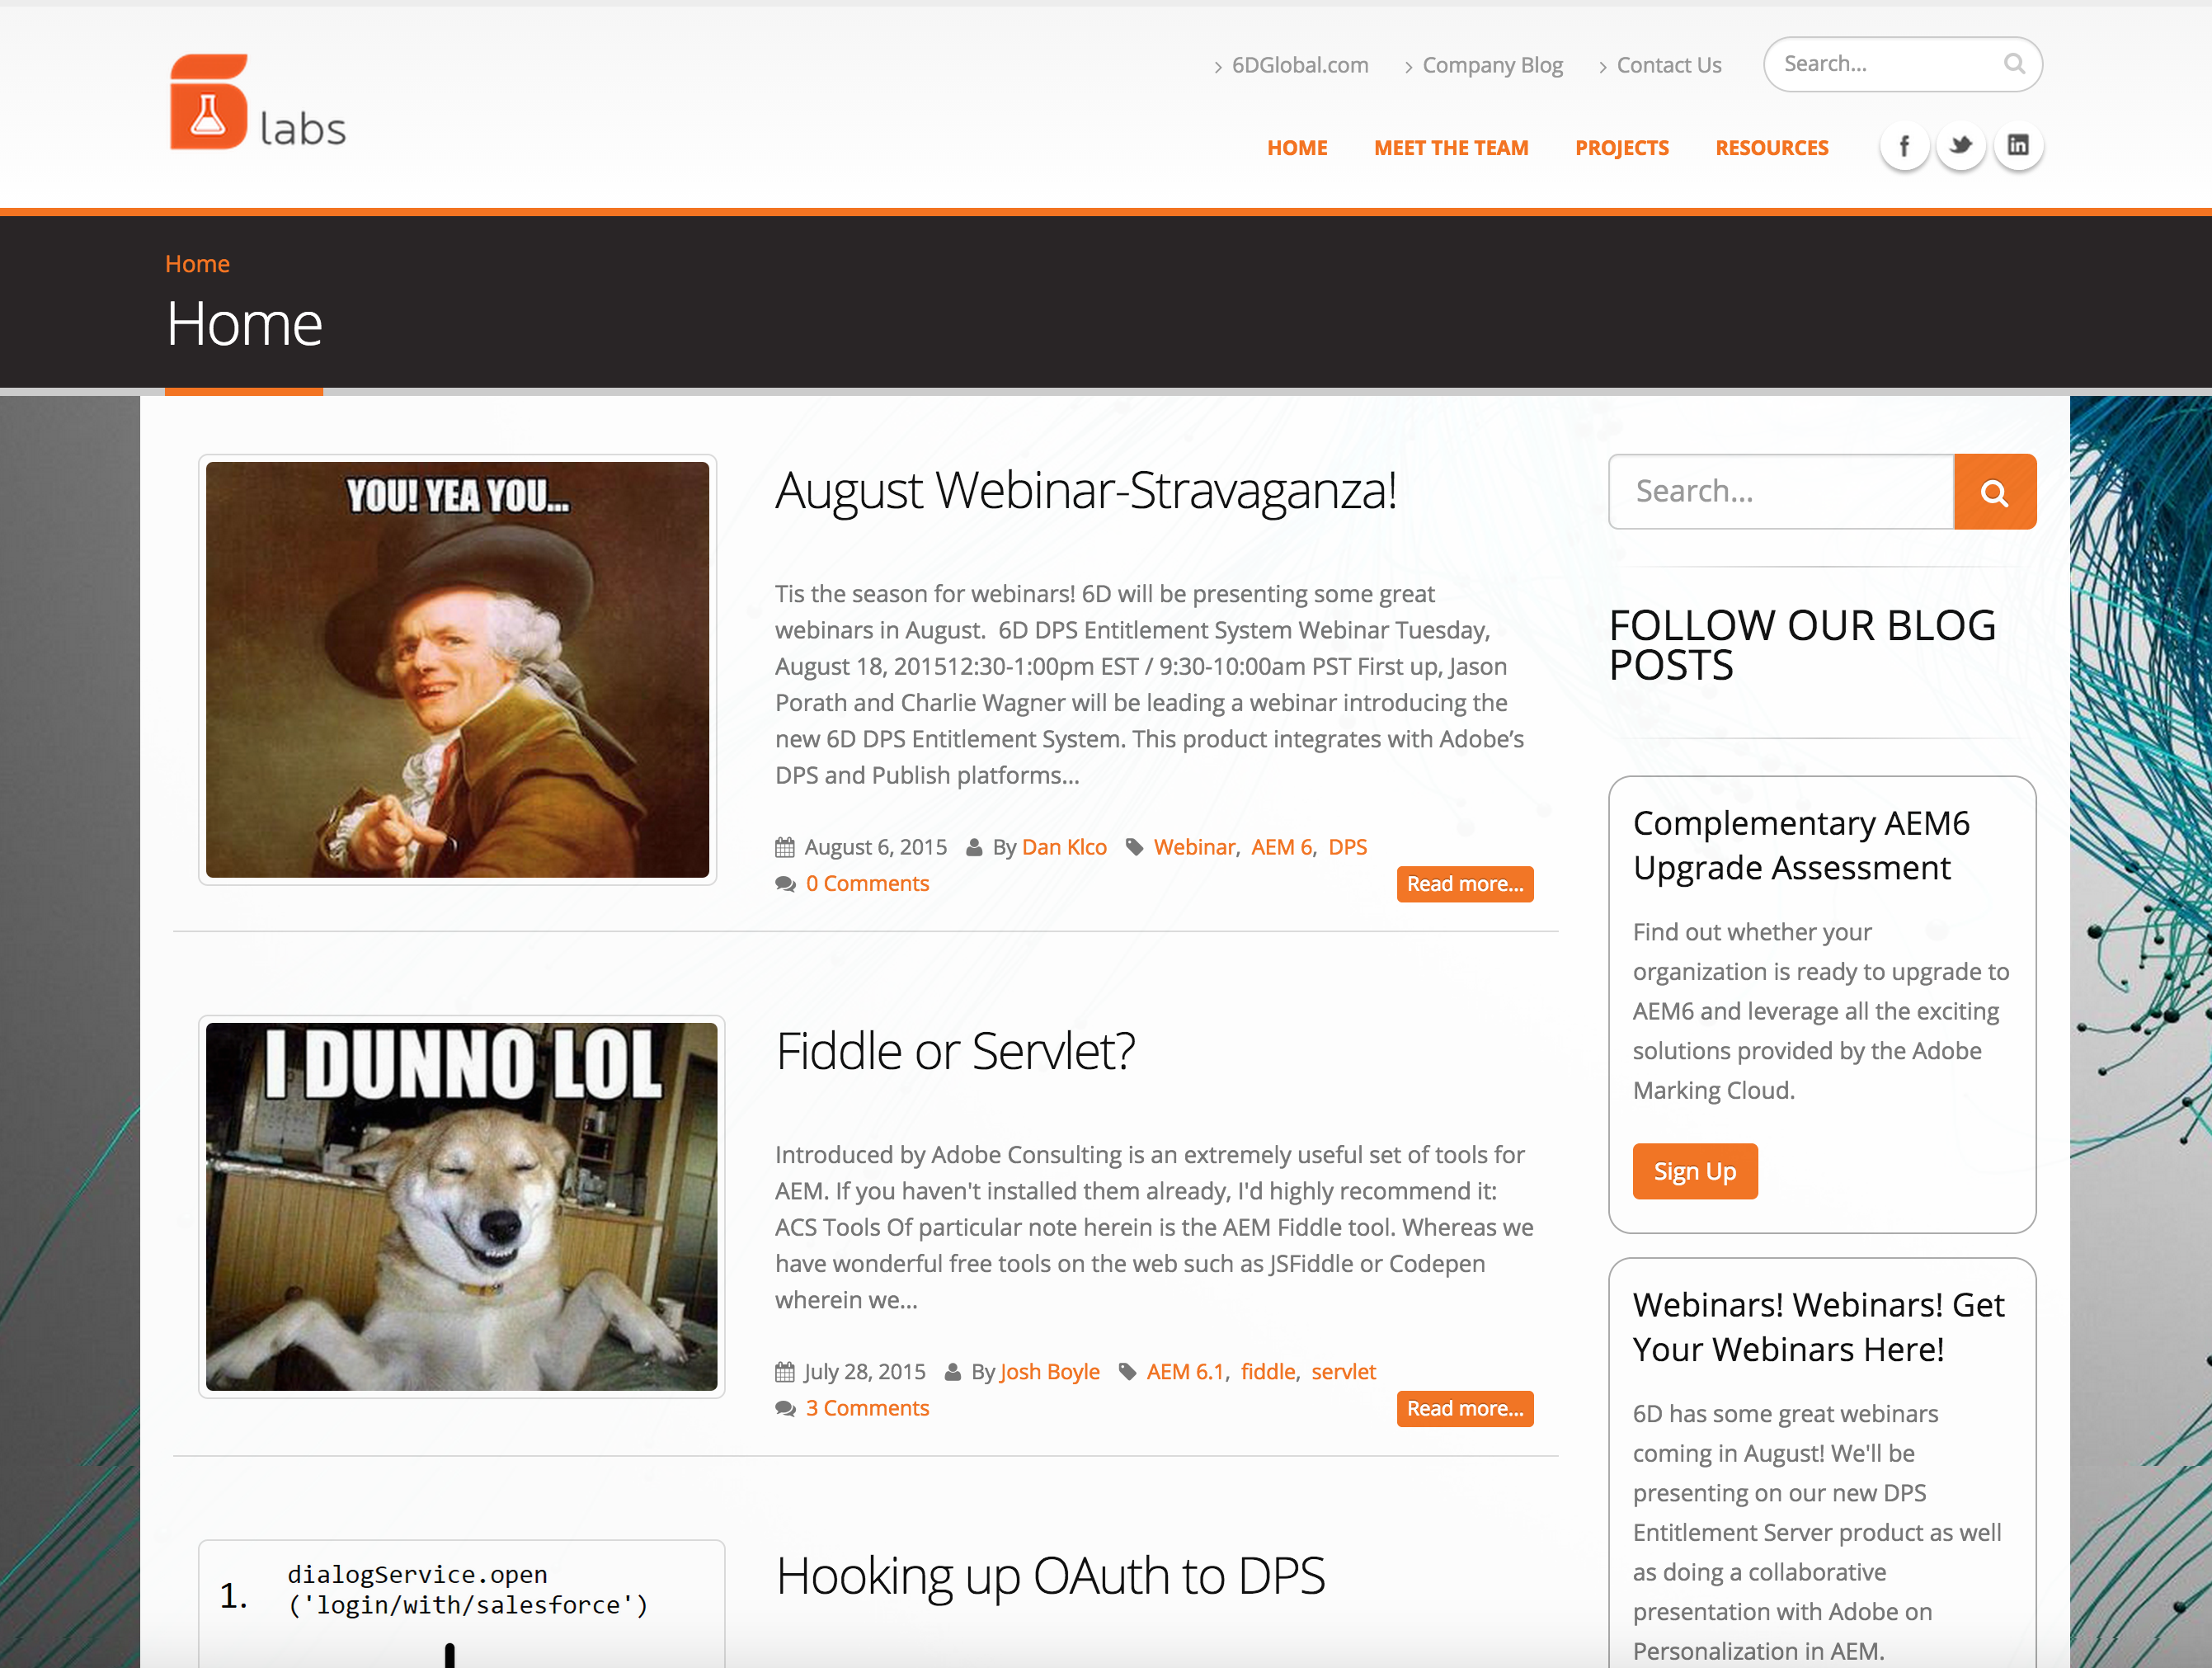 labs
6DGlobal.com Company Blog Contact Us Search...
HOME MEET THE TEAM PROJECTS RESOURCES
Home
Home
YOU! YEA YOU...
August Webinar-Stravaganza!
Tis the season for webinars! 6D will be presenting some great
webinars in August.  6D DPS Entitlement System Webinar Tuesday,
August 18, 201512:30-1:00pm EST / 9:30-10:00am PST First up, Jason
Porath and Charlie Wagner will be leading a webinar introducing the
new 6D DPS Entitlement System. This product integrates with Adobe’s
DPS and Publish platforms...
August 6, 2015 By Dan Klco Webinar, AEM 6, DPS
0 Comments
Read more...
I DUNNO LOL
Fiddle or Servlet?
Introduced by Adobe Consulting is an extremely useful set of tools for
AEM. If you haven't installed them already, I'd highly recommend it:
ACS Tools Of particular note herein is the AEM Fiddle tool. Whereas we
have wonderful free tools on the web such as JSFiddle or Codepen
wherein we...
July 28, 2015 By Josh Boyle AEM 6.1, fiddle, servlet
3 Comments
Read more...
1. dialogService.open
('login/with/salesforce')
Hooking up OAuth to DPS
Search...
FOLLOW OUR BLOG
POSTS
Complementary AEM6
Upgrade Assessment
Find out whether your
organization is ready to upgrade to
AEM6 and leverage all the exciting
solutions provided by the Adobe
Marking Cloud.
Sign Up
Webinars! Webinars! Get
Your Webinars Here!
6D has some great webinars
coming in August! We'll be
presenting on our new DPS
Entitlement Server product as well
as doing a collaborative
presentation with Adobe on
Personalization in AEM.